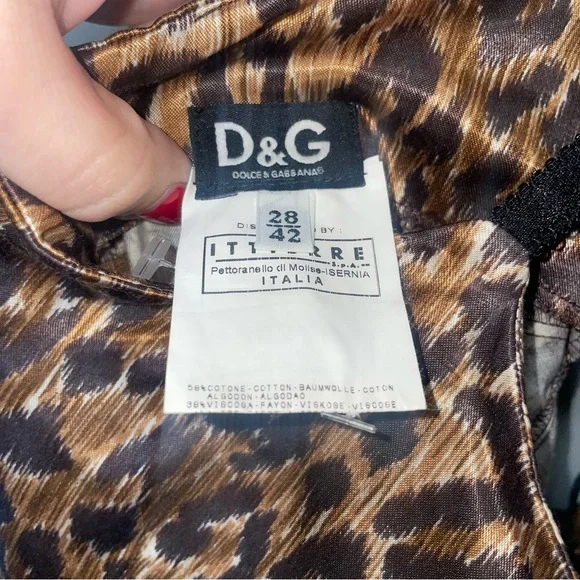 D&G
DOLCE & GABBANA
28
42
BY :
ITTIERRE
S.P.A.
Pettoranello di Molise-ISERNIA
ITALIA
COTONE-COTTON-BAUMWOLLE-COTON
ALGODON-ALGODAO
38%VISCOSA-RAYON-VISKOSE-VISCOSE